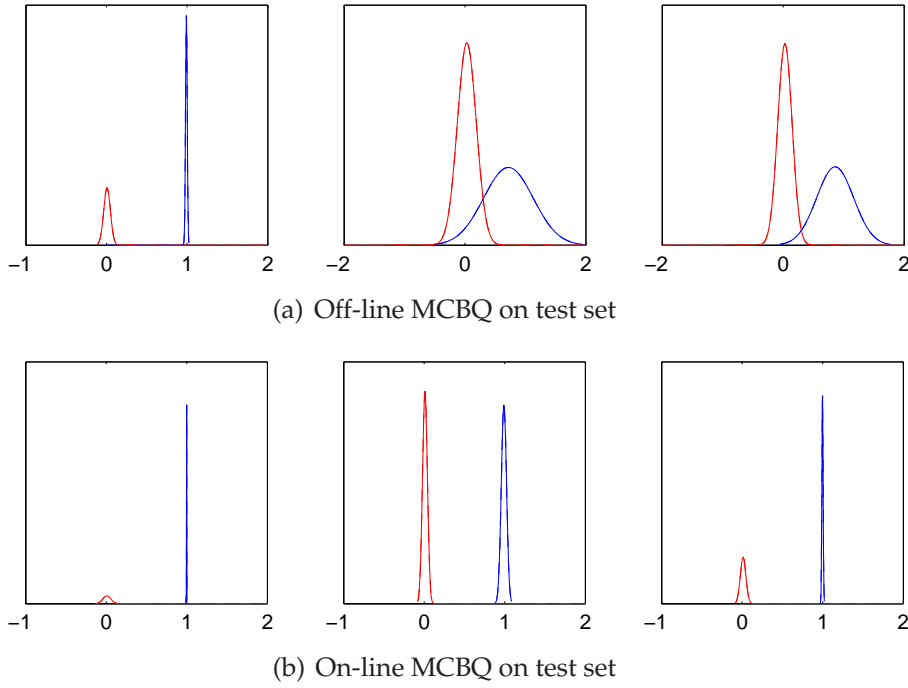 −1 0 1 2 −2 0 2 −2 0 2
(a) Off-line MCBQ on test set
−1 0 1 2 −1 0 1 2 −1 0 1 2
(b) On-line MCBQ on test set